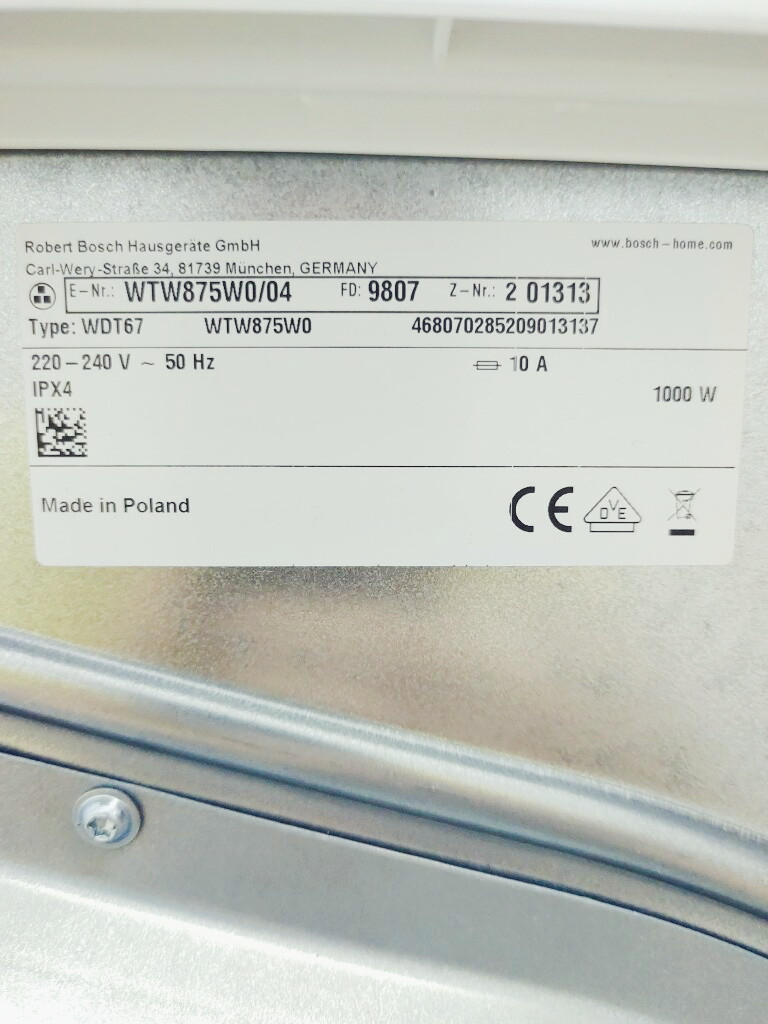 Robert Bosch Hausgeräte GmbH
www.bosch-home.com
Carl-Wery-Straße 34, 81739 München, GERMANY
E-Nr.: WTW875W0/04 FD: 9807 Z-Nr.: 2 01313
Type: WDT67 WTW875W0 468070285209013137
220-240 V ~ 50 Hz 10 A
IPX4
1000 W
Made in Poland
CE DVE